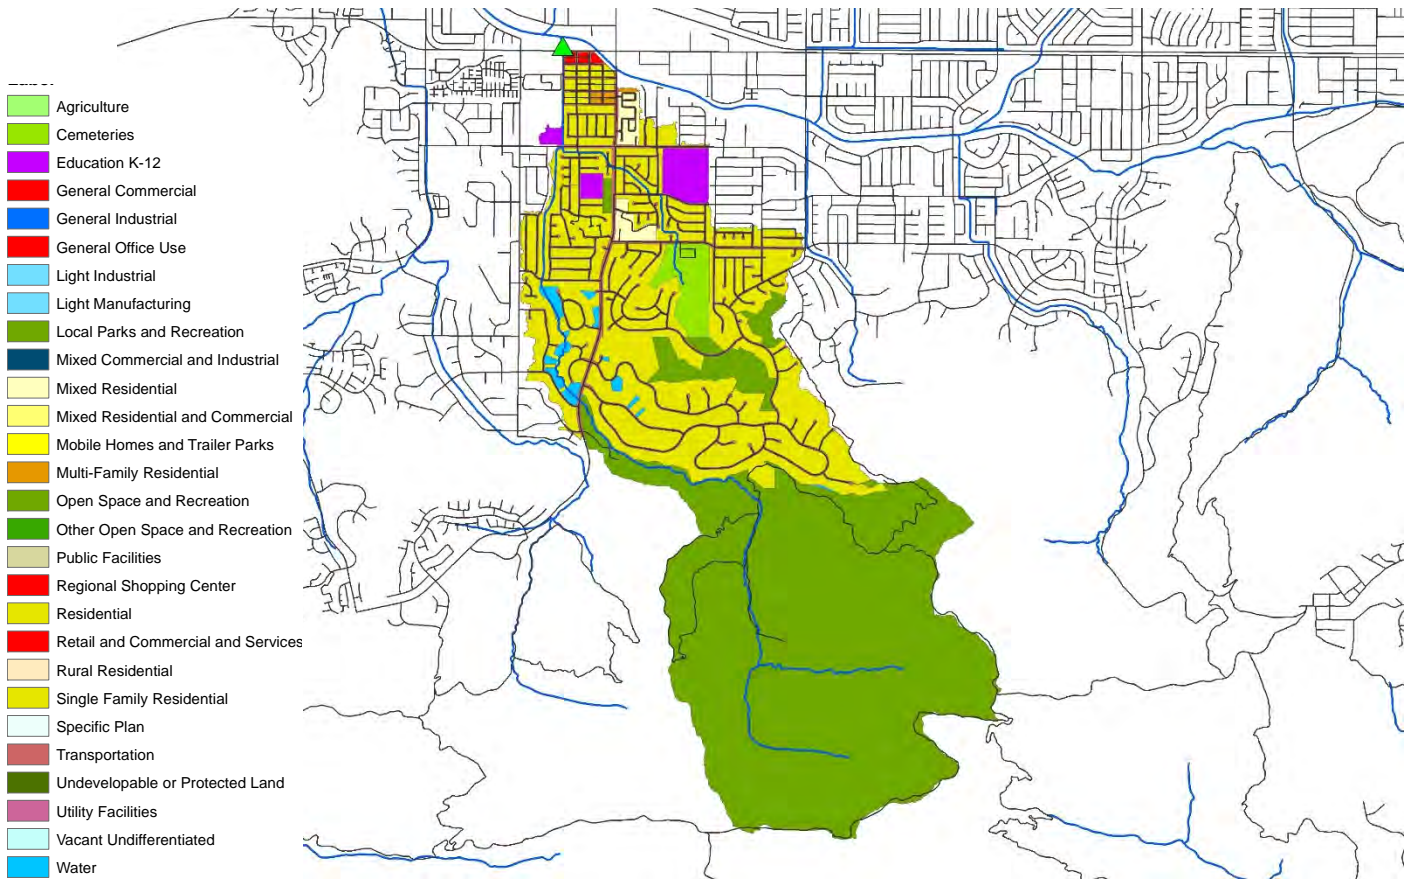 Agriculture
Cemeteries
Education K-12
General Commercial
General Industrial
General Office Use
Light Industrial
Light Manufacturing
Local Parks and Recreation
Mixed Commercial and Industrial
Mixed Residential
Mixed Residential and Commercial
Mobile Homes and Trailer Parks
Multi-Family Residential
Open Space and Recreation
Other Open Space and Recreation
Public Facilities
Regional Shopping Center
Residential
Retail and Commercial and Services
Rural Residential
Single Family Residential
Specific Plan
Transportation
Undevelopable or Protected Land
Utility Facilities
Vacant Undifferentiated
Water